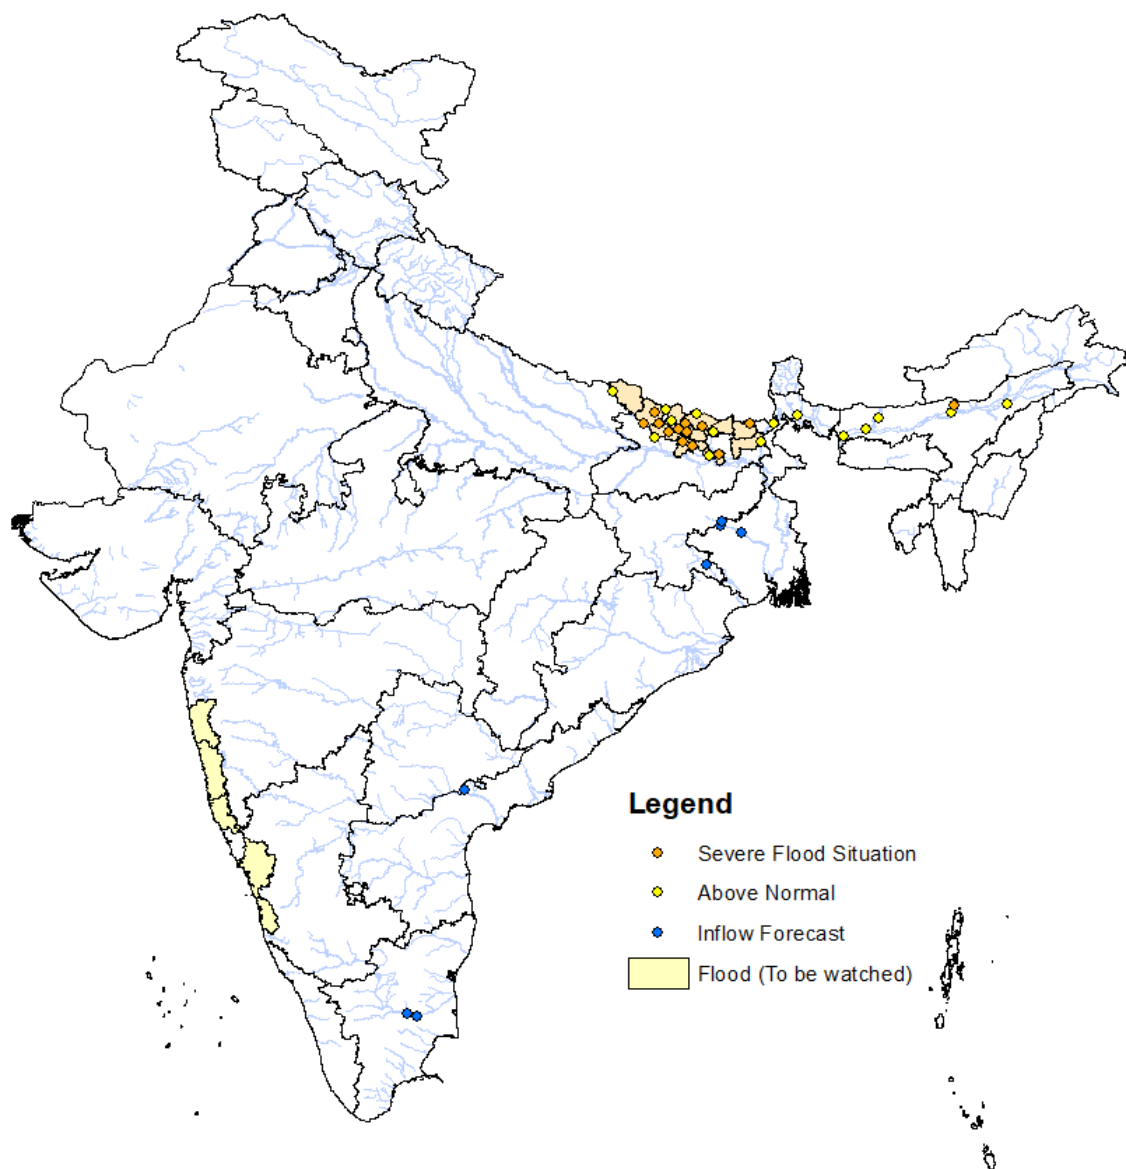 Legend
Severe Flood Situation
Above Normal
Inflow Forecast
Flood (To be watched)